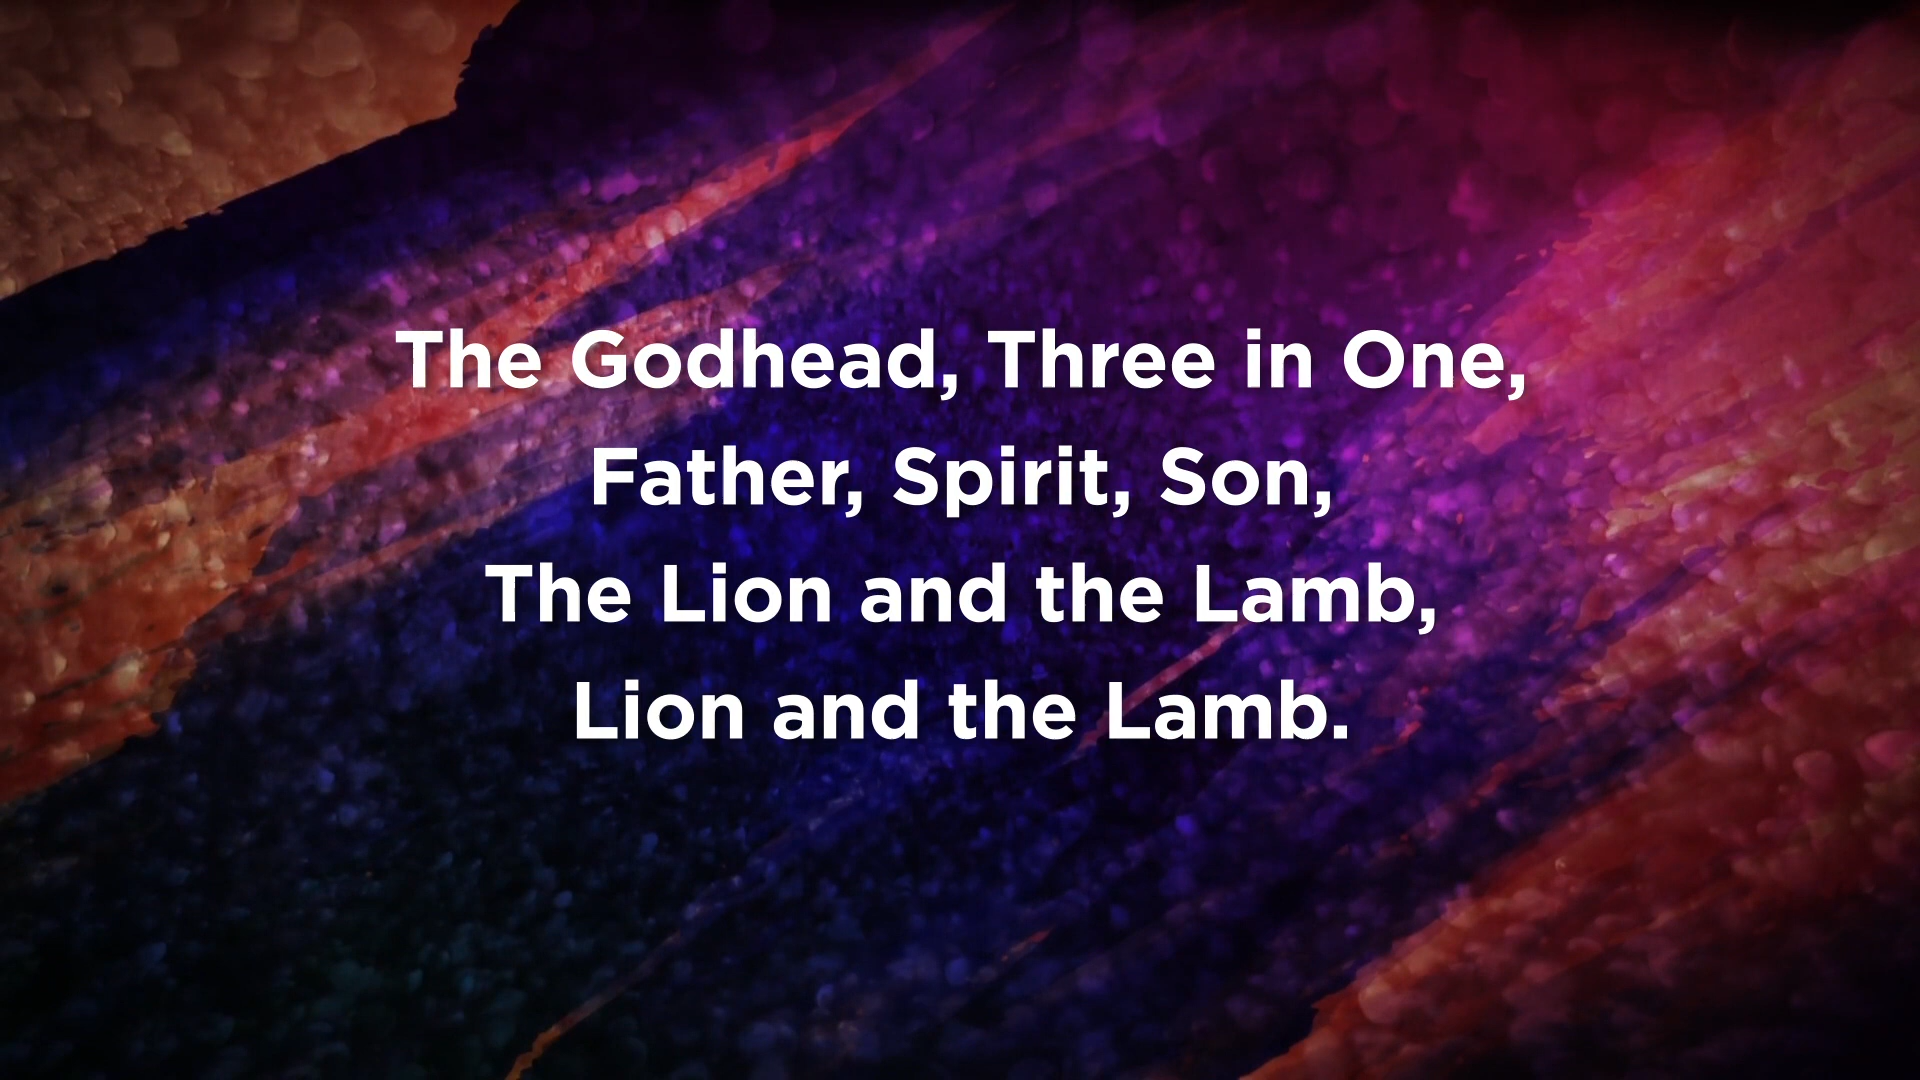 The Godhead, Three in One,
Father, Spirit, Son,
The Lion and the Lamb,
Lion and the Lamb.